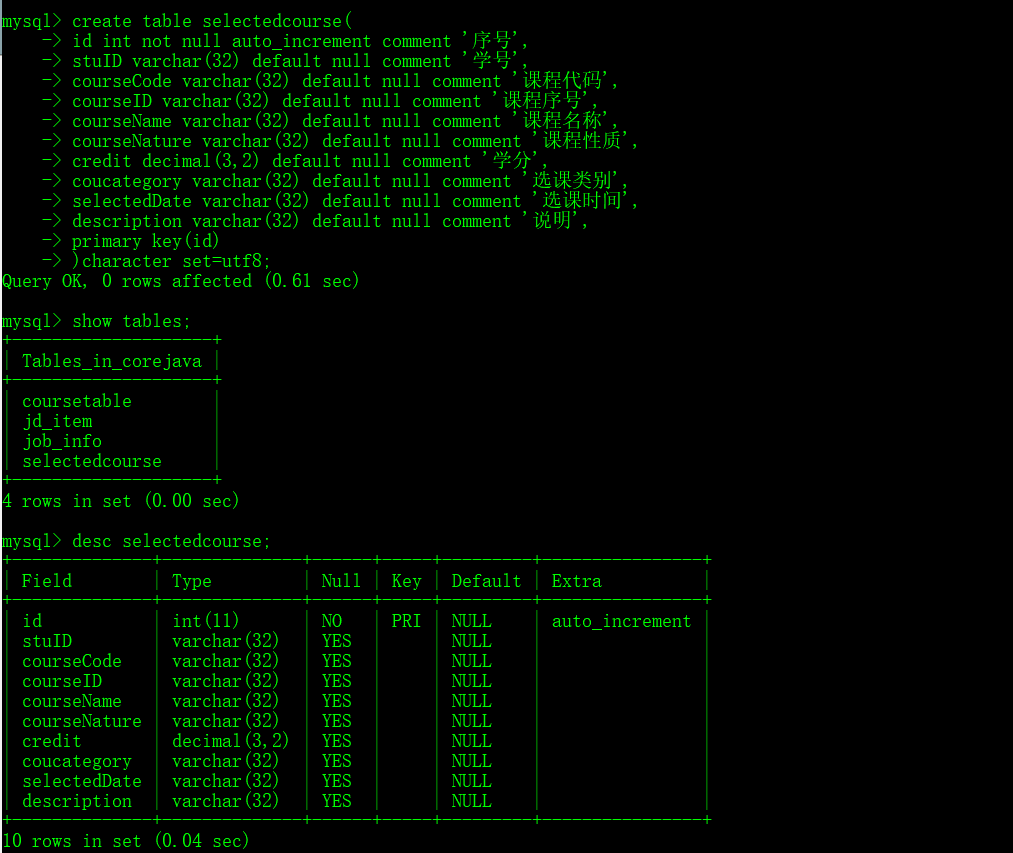 mysql> create table selectedcourse(
    -> id int not null auto_increment comment '序号',
    -> stuID varchar(32) default null comment '学号',
    -> courseCode varchar(32) default null comment '课程代码',
    -> courseID varchar(32) default null comment '课程序号',
    -> courseName varchar(32) default null comment '课程名称',
    -> courseNature varchar(32) default null comment '课程性质',
    -> credit decimal(3,2) default null comment '学分',
    -> coucategory varchar(32) default null comment '选课类别',
    -> selectedDate varchar(32) default null comment '选课时间',
    -> description varchar(32) default null comment '说明',
    -> primary key(id)
    -> )character set=utf8;
Query OK, 0 rows affected (0.61 sec)
mysql> show tables;
+--------------------+
| Tables_in_corejava |
+--------------------+
| coursetable        |
| jd_item            |
| job_info           |
| selectedcourse     |
+--------------------+
4 rows in set (0.00 sec)
mysql> desc selectedcourse;
+--------------+--------------+------+-----+---------+----------------+
| Field        | Type         | Null | Key | Default | Extra          |
+--------------+--------------+------+-----+---------+----------------+
| id           | int(11)      | NO   | PRI | NULL    | auto_increment |
| stuID        | varchar(32)  | YES  |     | NULL    |                |
| courseCode   | varchar(32)  | YES  |     | NULL    |                |
| courseID     | varchar(32)  | YES  |     | NULL    |                |
| courseName   | varchar(32)  | YES  |     | NULL    |                |
| courseNature | varchar(32)  | YES  |     | NULL    |                |
| credit       | decimal(3,2) | YES  |     | NULL    |                |
| coucategory  | varchar(32)  | YES  |     | NULL    |                |
| selectedDate | varchar(32)  | YES  |     | NULL    |                |
| description  | varchar(32)  | YES  |     | NULL    |                |
+--------------+--------------+------+-----+---------+----------------+
10 rows in set (0.04 sec)